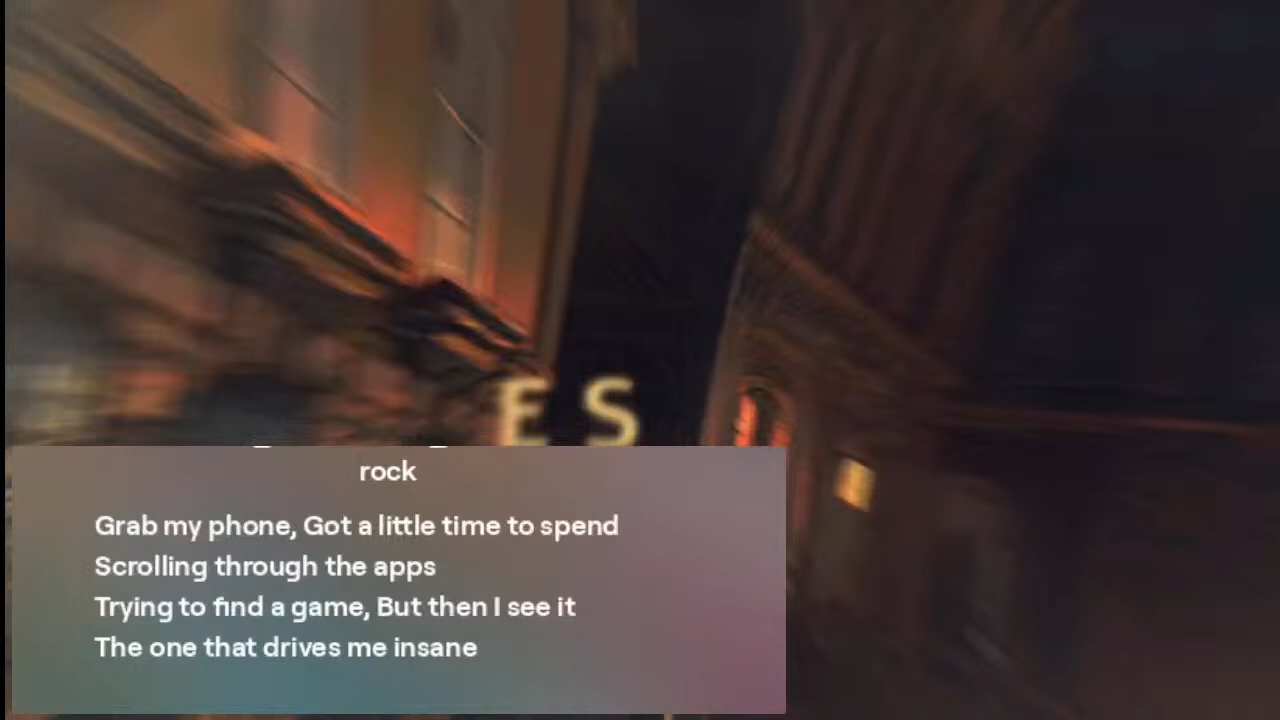 E S
rock
Grab my phone, Got a little time to spend
Scrolling through the apps
Trying to find a game, But then I see it
The one that drives me insane